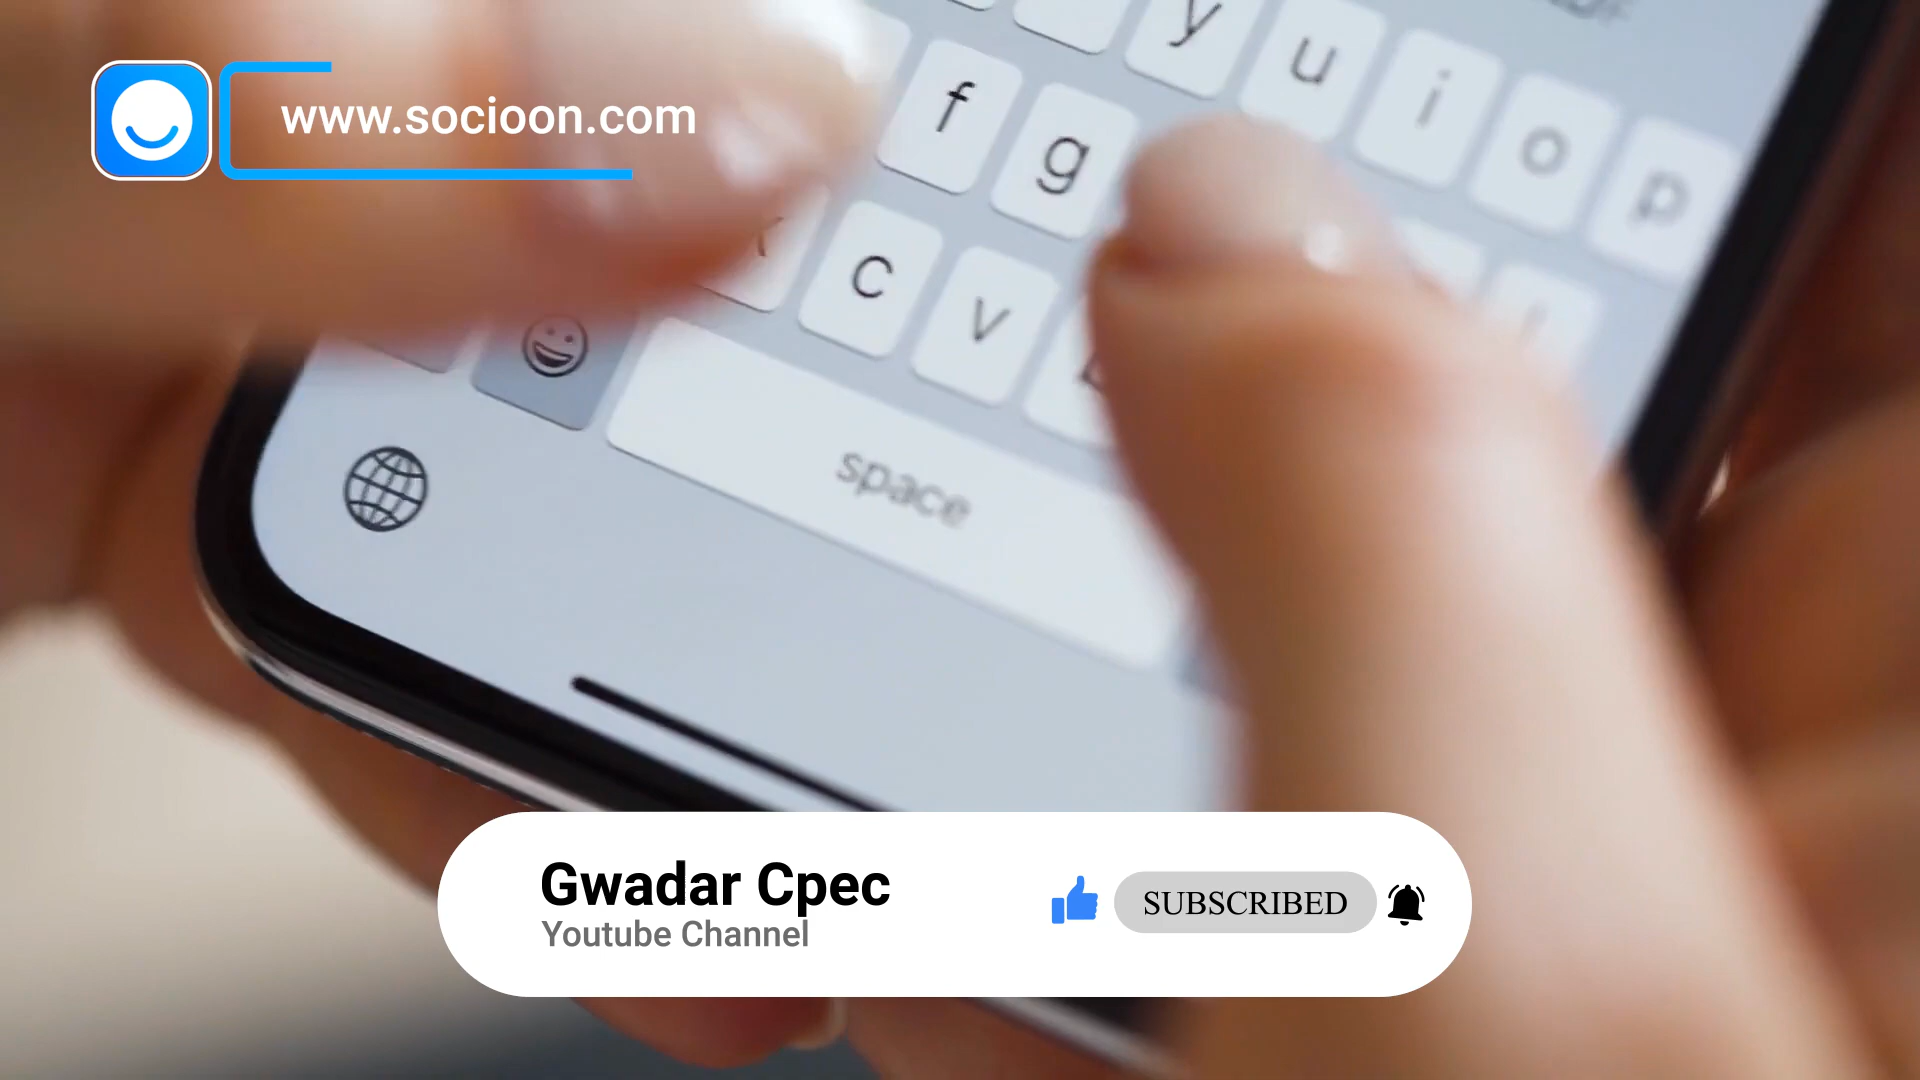 www.socioon.com
y u i o p
f g
c v
space
Gwadar Cpec
Youtube Channel
SUBSCRIBED